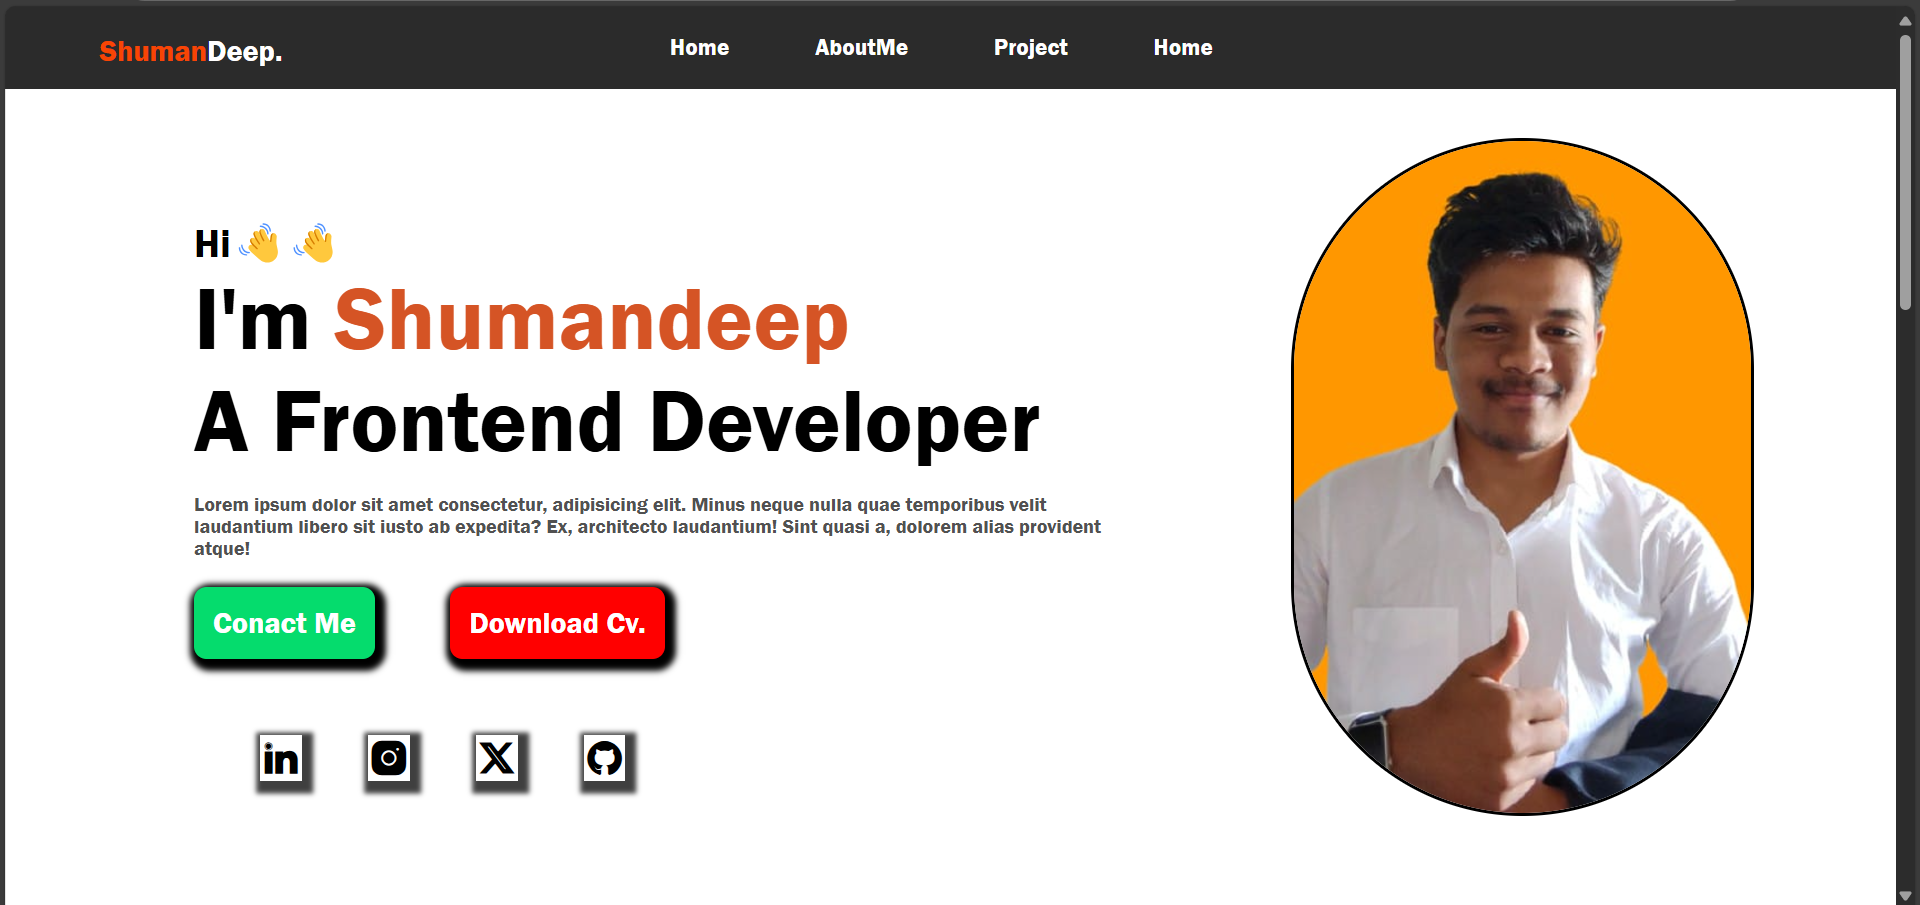 ShumanDeep.
Home AboutMe Project Home
Hi 👋 👋
I'm Shumandeep
A Frontend Developer
Lorem ipsum dolor sit amet consectetur, adipisicing elit. Minus neque nulla quae temporibus velit
laudantium libero sit iusto ab expedita? Ex, architecto laudantium! Sint quasi a, dolorem alias provident
atque!
Conact Me
Download Cv.